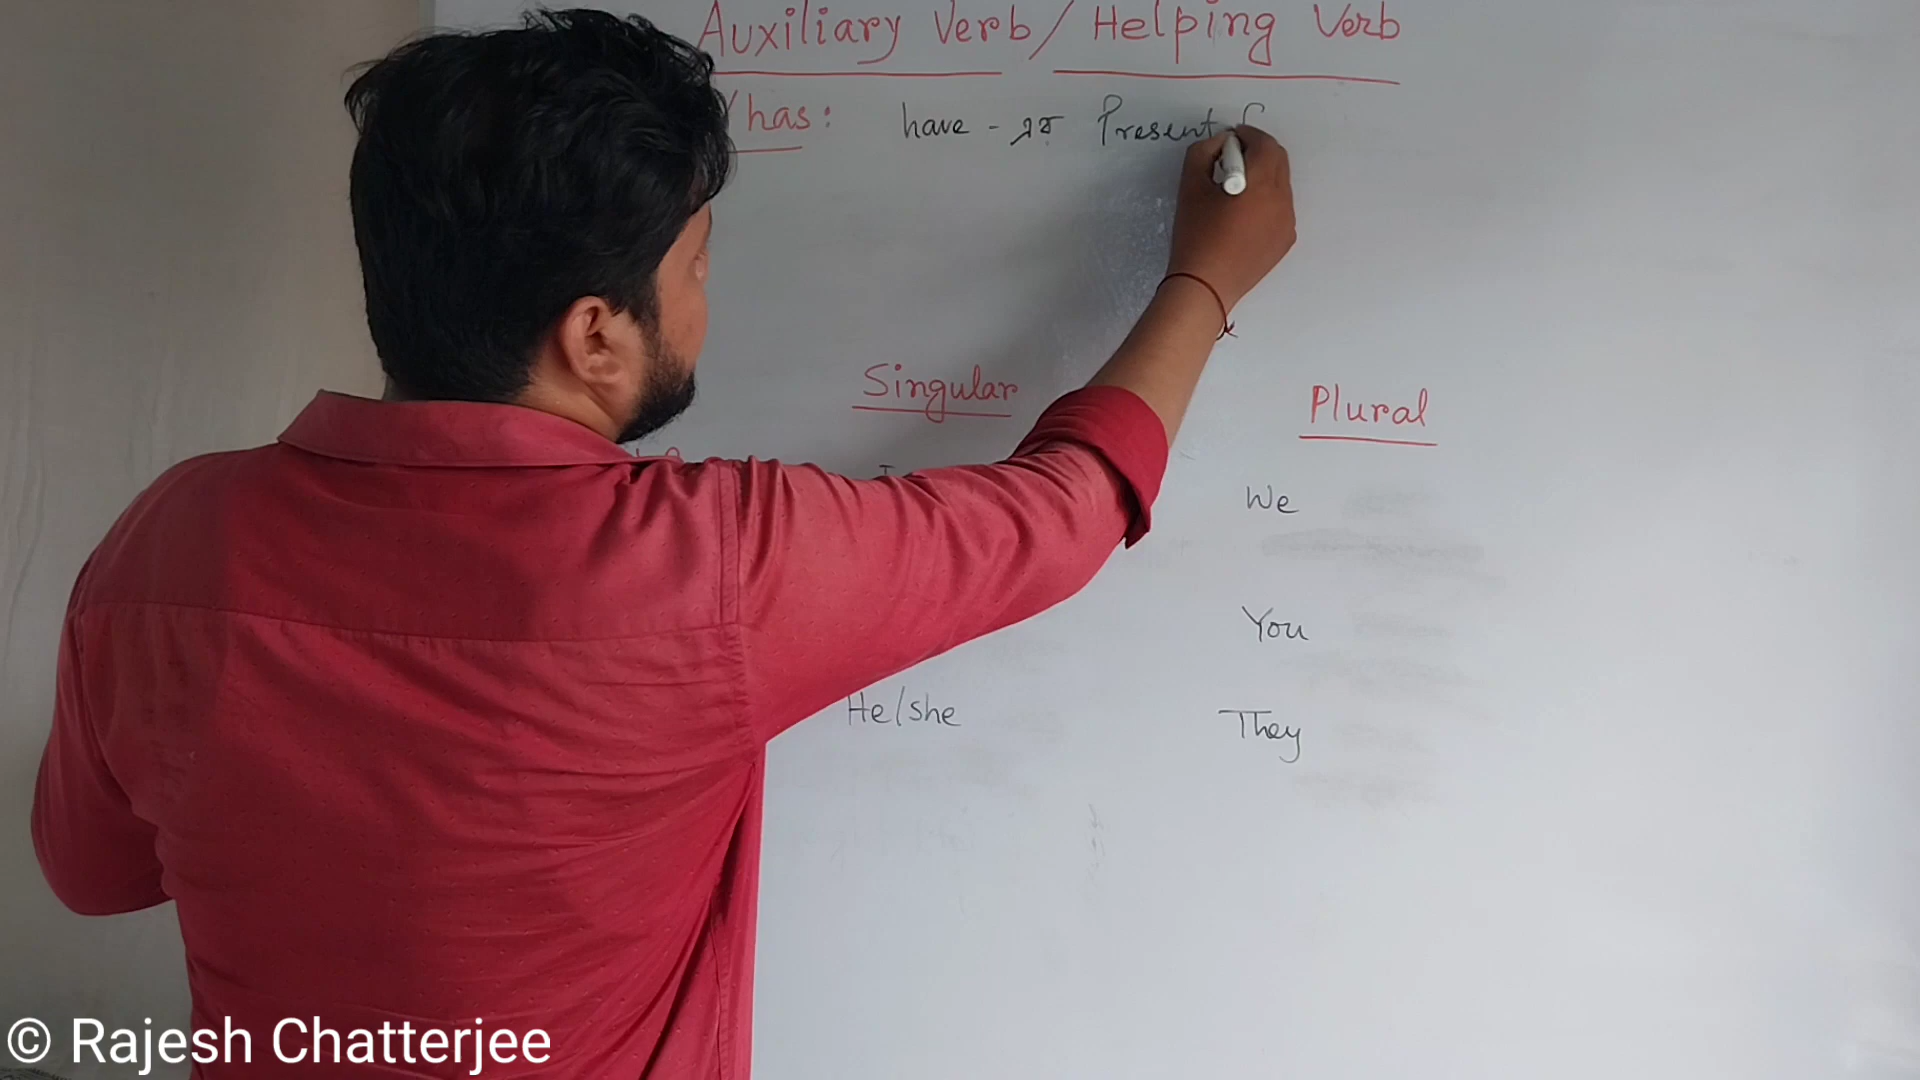 Auxiliary Verb / Helping Verb
/has: have - এর Present
Singular Plural
I We
You
He/she They
© Rajesh Chatterjee